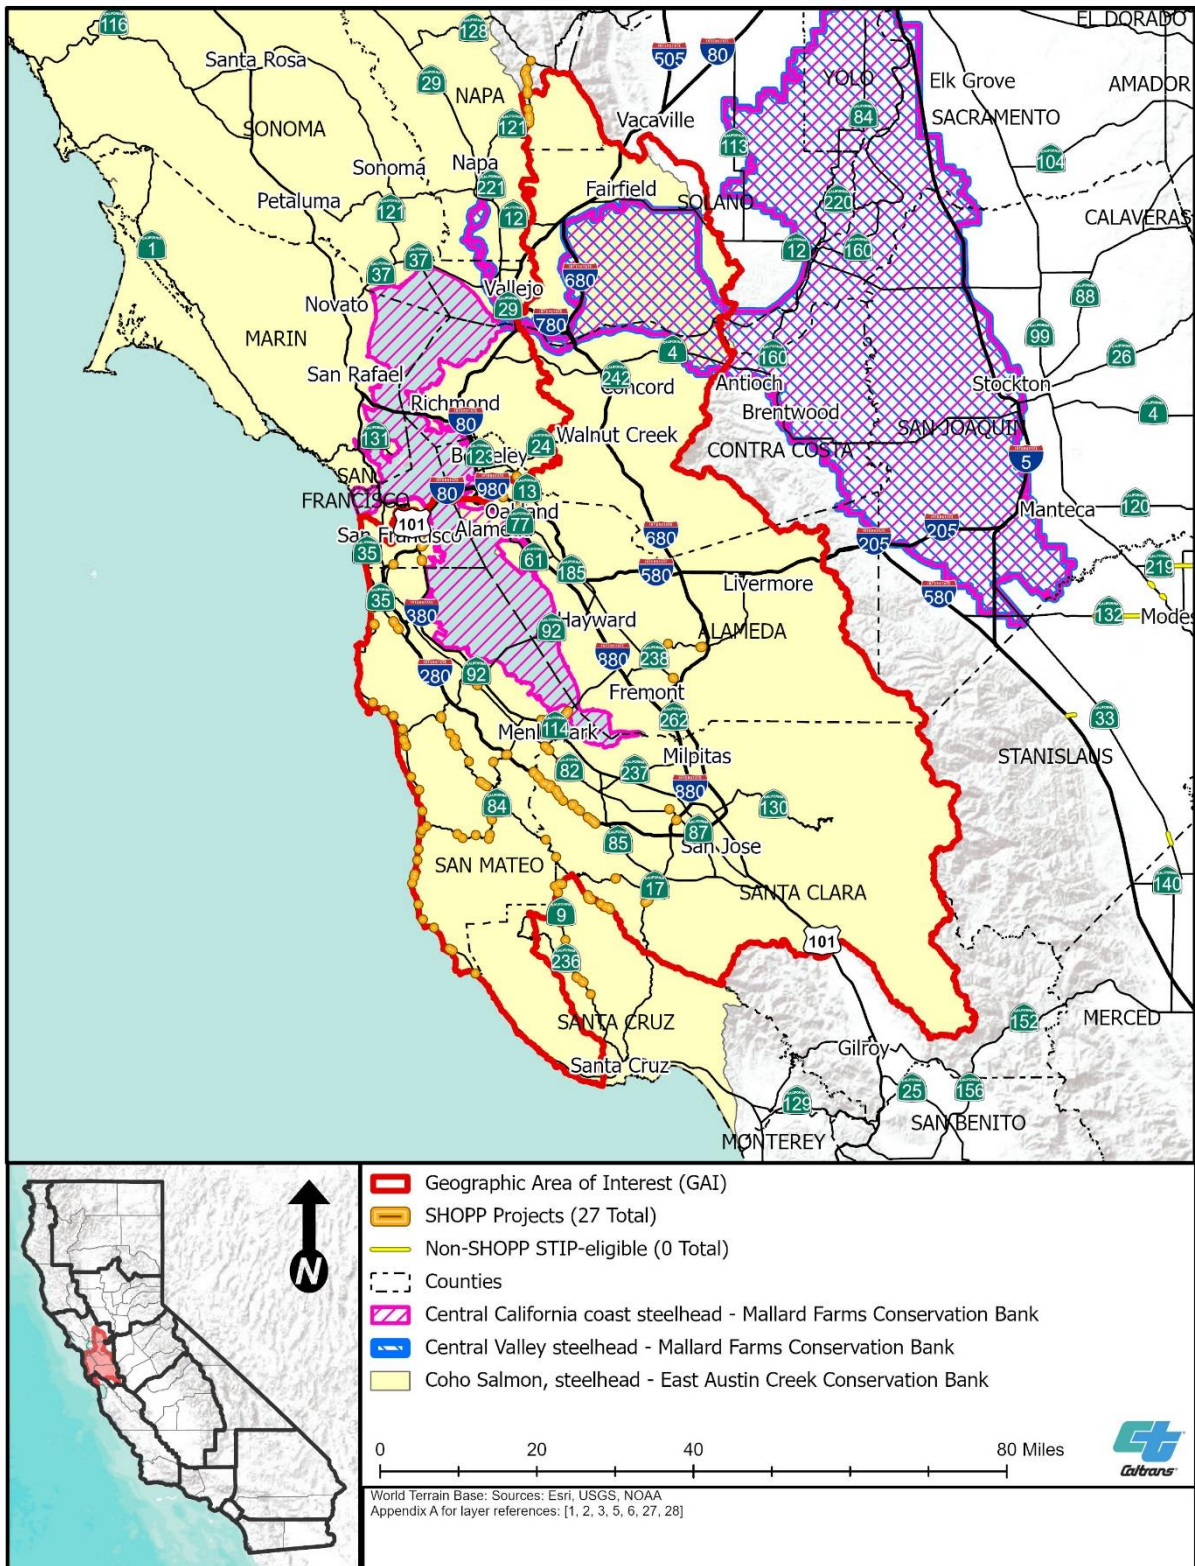 EL DORADO
116
128
505
80
Santa Rosa
29
NAPA
YOLO
Elk Grove
AMADOR
SONOMA
121
Vacaville
84
SACRAMENTO
113
104
Sonoma
Napa
221
Fairfield
Petaluma
121
12
SOLANO
220
CALAVERAS
1
12
160
37
37
680
Novato
Vallejo
29
88
780
MARIN
99
4
160
26
San Rafael
242
Concord
Antioch
Stockton
Richmond
Brentwood
4
80
131
24
Walnut Creek
SAN JOAQUIN
123
Berkeley
CONTRA COSTA
5
SAN
FRANCISCO
80
980
13
Oakland
Manteca
120
101
Alameda
77
San Francisco
35
680
205
205
61
185
580
219
35
Livermore
580
380
132
Modes
92
Hayward
ALAMEDA
880
238
280
92
Fremont
262
33
114
Menlo Park
STANISLAUS
82
237
Milpitas
880
84
130
85
87
San Jose
SAN MATEO
17
SANTA CLARA
140
9
101
236
SANTA CRUZ
152
MERCED
Santa Cruz
Gilroy
129
25
156
MONTEREY
SAN BENITO
N
Geographic Area of Interest (GAI)
SHOPP Projects (27 Total)
Non-SHOPP STIP-eligible (0 Total)
Counties
Central California coast steelhead - Mallard Farms Conservation Bank
Central Valley steelhead - Mallard Farms Conservation Bank
Coho Salmon, steelhead - East Austin Creek Conservation Bank
0 20 40 80 Miles
Caltrans
World Terrain Base: Sources: Esri, USGS, NOAA
Appendix A for layer references: [1, 2, 3, 5, 6, 27, 28]